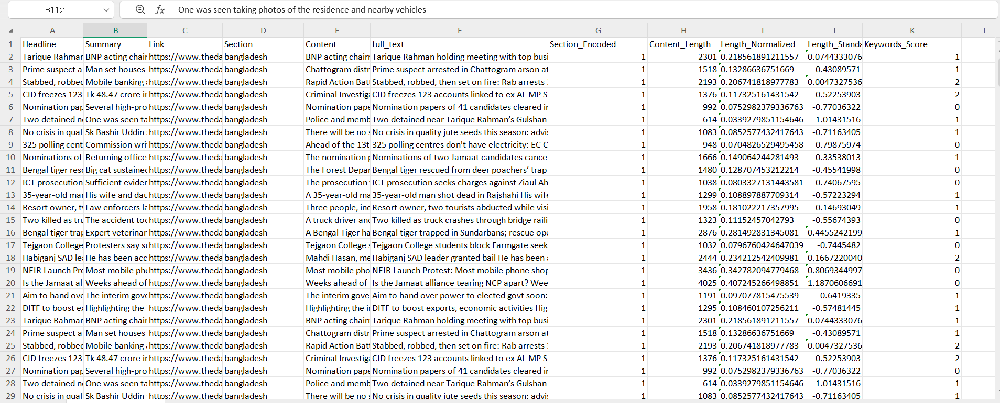 B112 fx One was seen taking photos of the residence and nearby vehicles
A B C D E F G H I J K L
1 Headline Summary Link Section Content full_text Section_Encoded Content_Length Length_Normalized Length_Standa Keywords_Score
2 Tarique Rahmar BNP acting chair https://www.theda bangladesh BNP acting chairr Tarique Rahman holding meeting with top busi 1 2301 0.218561891211557 0.0744333076 1
3 Prime suspect a Man set houses https://www.theda bangladesh Chattogram distr Prime suspect arrested in Chattogram arson at 1 1518 0.13286636751669 -0.43089571 1
4 Stabbed, robbed Mobile banking https://www.theda bangladesh Rapid Action Bat Stabbed, robbed, then set on fire: Rab arrests 1 2193 0.206741818977783 0.0047327536 2
5 CID freezes 123 Tk 48.47 crore ir https://www.theda bangladesh Criminal Investiga CID freezes 123 accounts linked to ex AL MP S 1 1376 0.117325161431542 -0.52253903 2
6 Nomination pap Several high-pro https://www.theda bangladesh Nomination pape Nomination papers of 41 candidates cleared ir 1 992 0.0752982379336763 -0.77036322 0
7 Two detained ne One was seen ta https://www.theda bangladesh Police and memb Two detained near Tarique Rahman’s Gulshan 1 614 0.0339279851154646 -1.01431516 1
8 No crisis in quali Sk Bashir Uddin https://www.theda bangladesh There will be no s No crisis in quality jute seeds this season: advi 1 1083 0.0852577432417643 -0.71163405 1
9 325 polling cent Commission wri https://www.theda bangladesh Ahead of the 13t 325 polling centres don't have electricity: EC C 1 948 0.0704826529495458 -0.79875974 0
10 Nominations of Returning office https://www.theda bangladesh The nomination p Nominations of two Jamaat candidates cance 1 1666 0.149064244281493 -0.33538013 1
11 Bengal tiger resc Big cat sustained https://www.theda bangladesh The Forest Depar Bengal tiger rescued from deer poachers’ trap 1 1480 0.128707453212214 -0.45541998 0
12 ICT prosecution Sufficient evider https://www.theda bangladesh The prosecution ICT prosecution seeks charges against Ziaul Ah 1 1038 0.0803327131443581 -0.74067595 0
13 35-year-old mar His wife and dau https://www.theda bangladesh A 35-year-old ma 35-year-old man shot dead in Rajshahi His wife 1 1299 0.108897887709314 -0.57223294 1
14 Resort owner, tv Law enforcers la https://www.theda bangladesh Three people, inc Resort owner, two tourists abducted while visi 1 1958 0.181022217357995 -0.14693049 1
15 Two killed as tru The accident too https://www.theda bangladesh A truck driver and Two killed as truck crashes through bridge raili 1 1323 0.11152457042793 -0.55674393 0
16 Bengal tiger trap Expert veterinar https://www.theda bangladesh A Bengal Tiger ha Bengal tiger trapped in Sundarbans; rescue ope 1 2876 0.281492831345081 0.4455242199 1
17 Tejgaon College Protesters say su https://www.theda bangladesh Tejgaon College s Tejgaon College students block Farmgate seek 1 1032 0.0796760424647039 -0.7445482 0
18 Habiganj SAD lea He has been acc https://www.theda bangladesh Mahdi Hasan, me Habiganj SAD leader granted bail He has been 1 2444 0.234212542409981 0.1667220040 2
19 NEIR Launch Pro Most mobile pho https://www.theda bangladesh Most mobile pho NEIR Launch Protest: Most mobile phone shop 1 3436 0.342782094779468 0.8069344997 0
20 Is the Jamaat all Weeks ahead of https://www.theda bangladesh Weeks ahead of Is the Jamaat alliance tearing NCP apart? Wee 1 4025 0.407245266498851 1.1870606691 0
21 Aim to hand ove The interim gove https://www.theda bangladesh The interim gove Aim to hand over power to elected govt soon: 1 1191 0.097077815475539 -0.6419335 1
22 DITF to boost ex Highlighting the https://www.theda bangladesh Highlighting the i DITF to boost exports, economic activities Hig 1 1295 0.108460107256211 -0.57481445 1
23 Tarique Rahmar BNP acting chair https://www.theda bangladesh BNP acting chairr Tarique Rahman holding meeting with top busi 1 2301 0.218561891211557 0.0744333076 1
24 Prime suspect a Man set houses https://www.theda bangladesh Chattogram distr Prime suspect arrested in Chattogram arson at 1 1518 0.13286636751669 -0.43089571 1
25 Stabbed, robbed Mobile banking https://www.theda bangladesh Rapid Action Bat Stabbed, robbed, then set on fire: Rab arrests 1 2193 0.206741818977783 0.0047327536 2
26 CID freezes 123 Tk 48.47 crore ir https://www.theda bangladesh Criminal Investiga CID freezes 123 accounts linked to ex AL MP S 1 1376 0.117325161431542 -0.52253903 2
27 Nomination pap Several high-pro https://www.theda bangladesh Nomination pape Nomination papers of 41 candidates cleared ir 1 992 0.0752982379336763 -0.77036322 0
28 Two detained ne One was seen ta https://www.theda bangladesh Police and memb Two detained near Tarique Rahman’s Gulshan 1 614 0.0339279851154646 -1.01431516 1
29 No crisis in quali Sk Bashir Uddin https://www.theda bangladesh There will be no s No crisis in quality jute seeds this season: advi 1 1083 0.0852577432417643 -0.71163405 1